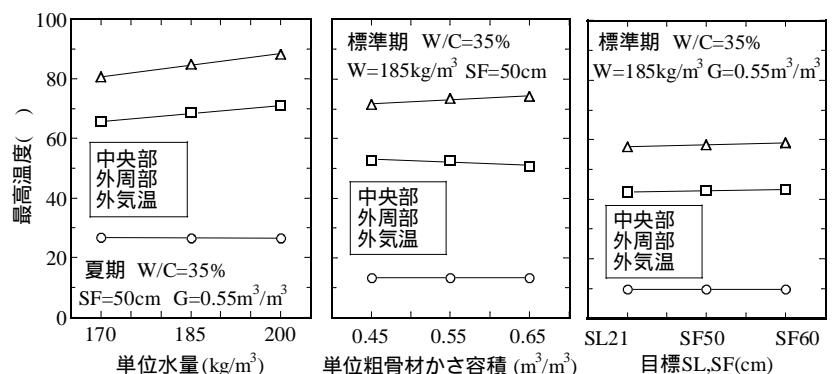 最高温度( )
100
80
60
40
20
0
中央部
外周部
外気温
夏期 W/C=35%
SF=50cm G=0.55m³/m³
170 185 200
単位水量(kg/m³)
標準期 W/C=35%
W=185kg/m³ SF=50cm
中央部
外周部
外気温
0.45 0.55 0.65
単位粗骨材かさ容積 (m³/m³)
標準期 W/C=35%
W=185kg/m³ G=0.55m³/m³
中央部
外周部
外気温
SL21 SF50 SF60
目標SL,SF(cm)